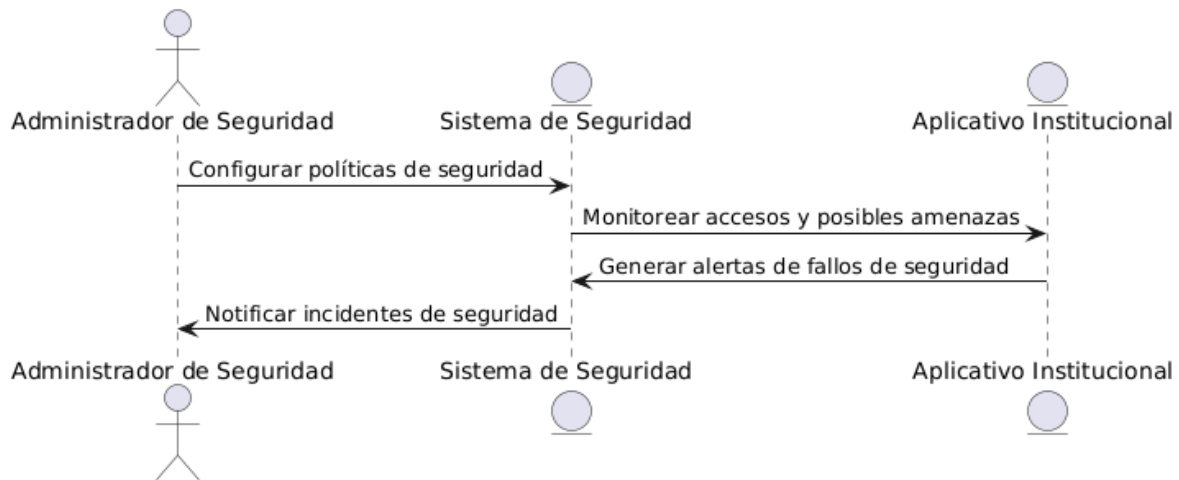 Administrador de Seguridad
Sistema de Seguridad
Aplicativo Institucional
Configurar políticas de seguridad
Monitorear accesos y posibles amenazas
Generar alertas de fallos de seguridad
Notificar incidentes de seguridad
Administrador de Seguridad
Sistema de Seguridad
Aplicativo Institucional